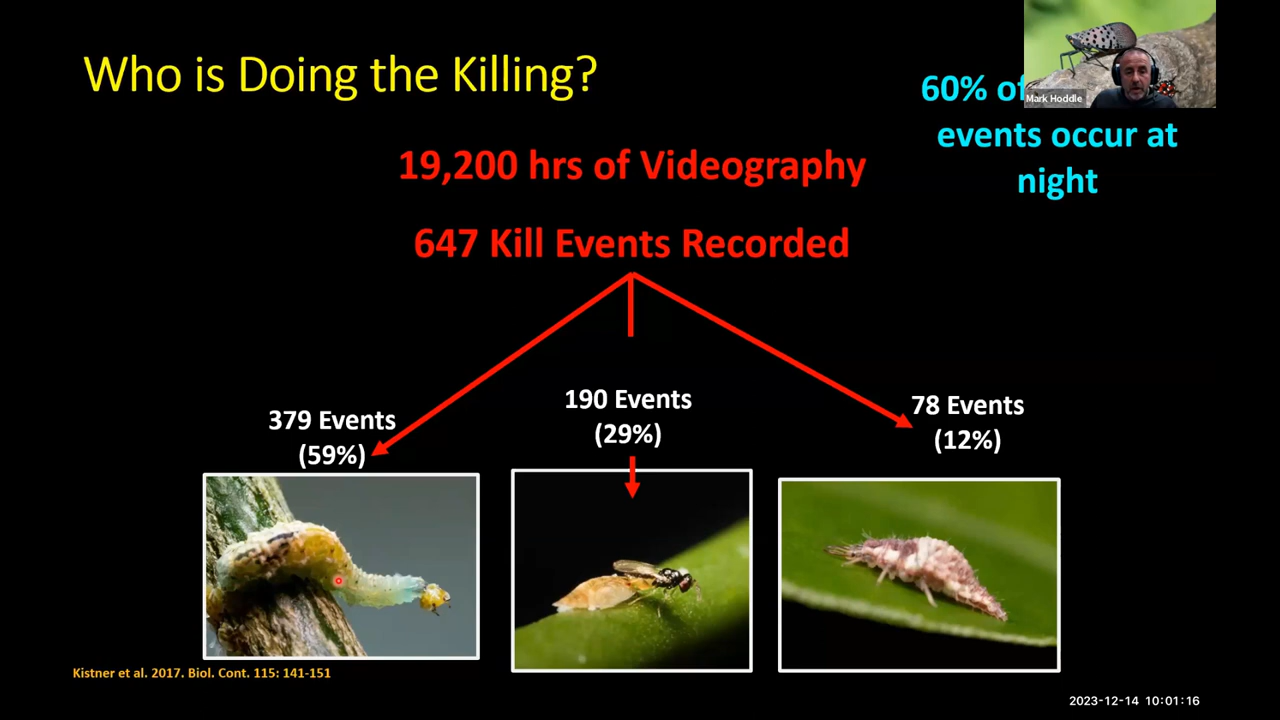 Who is Doing the Killing?
Mark Hoddle
60% of
events occur at
night
19,200 hrs of Videography
647 Kill Events Recorded
379 Events
(59%)
190 Events
(29%)
78 Events
(12%)
Kistner et al. 2017. Biol. Cont. 115: 141-151
2023-12-14 10:01:16